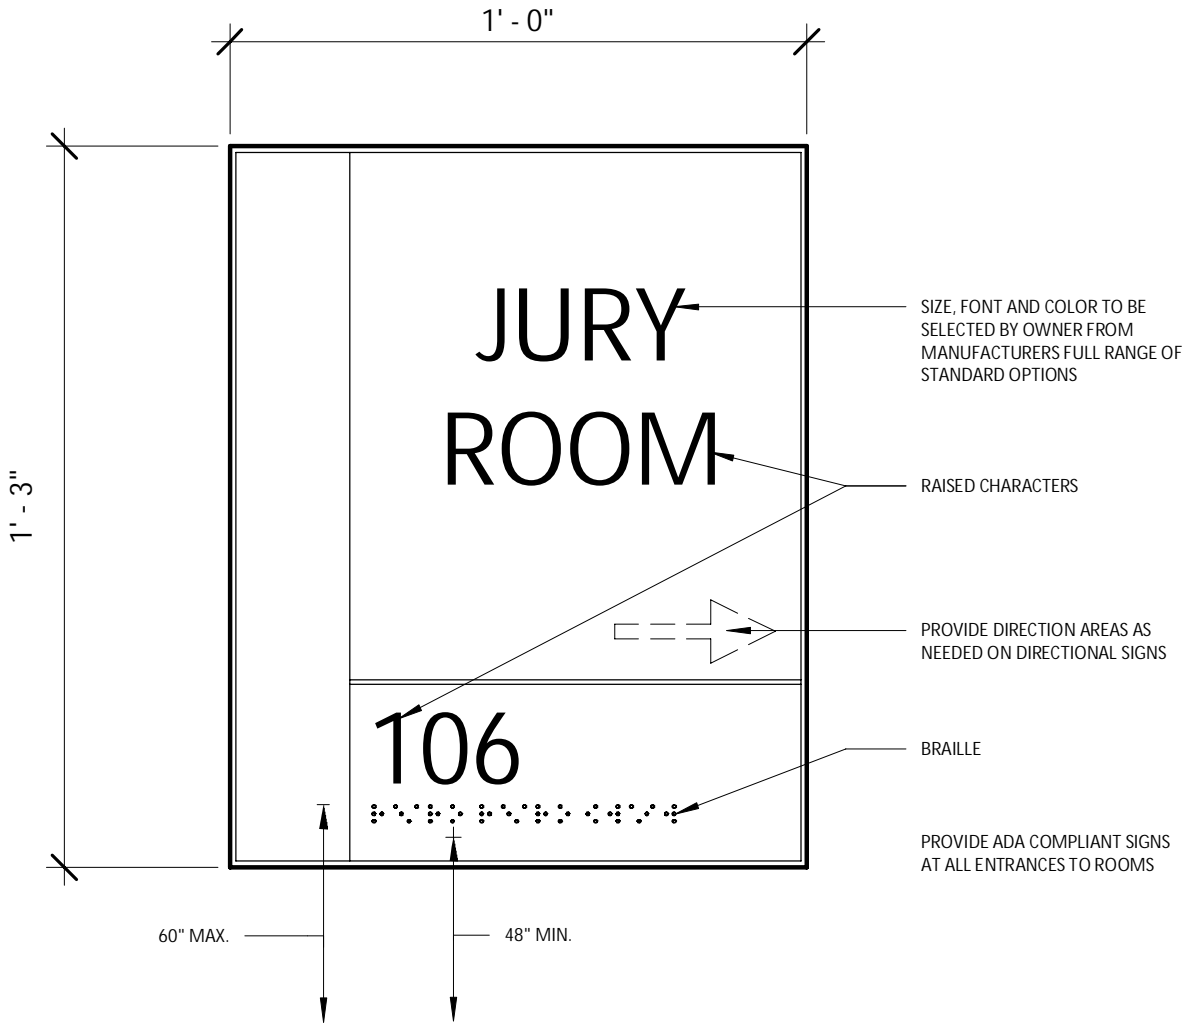 1' - 0"
1' - 3"
JURY
ROOM
106
SIZE, FONT AND COLOR TO BE
SELECTED BY OWNER FROM
MANUFACTURERS FULL RANGE OF
STANDARD OPTIONS
RAISED CHARACTERS
PROVIDE DIRECTION AREAS AS
NEEDED ON DIRECTIONAL SIGNS
BRAILLE
PROVIDE ADA COMPLIANT SIGNS
AT ALL ENTRANCES TO ROOMS
60" MAX.
48" MIN.